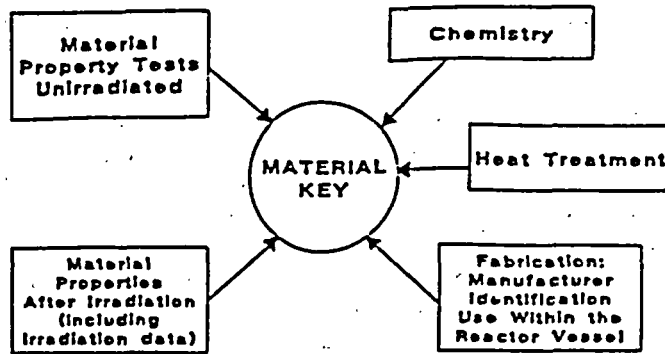 Material
Property Tests
Unirradiated
Chemistry
MATERIAL
KEY
Heat Treatment
Material
Properties
After Irradiation
(including
irradiation data)
Fabrication:
Manufacturer
Identification
Use Within the
Reactor Vessel